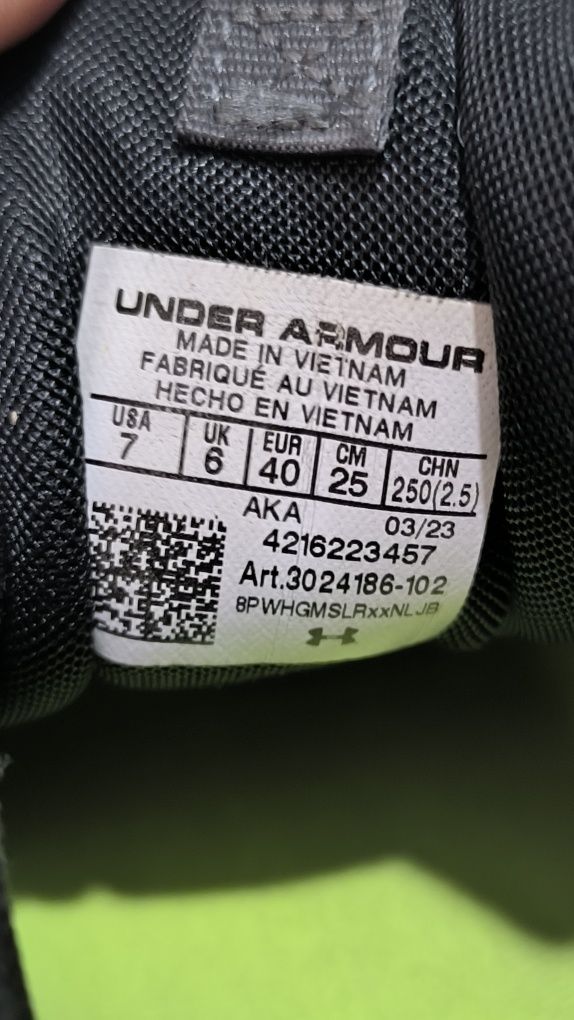 UNDER ARMOUR
MADE IN VIETNAM
FABRIQUÉ AU VIETNAM
HECHO EN VIETNAM
USA UK EUR CM CHN
7 6 40 25 250(2.5)
AKA 03/23
4216223457
Art.3024186-102
8PWHGMSLRxxNLJB